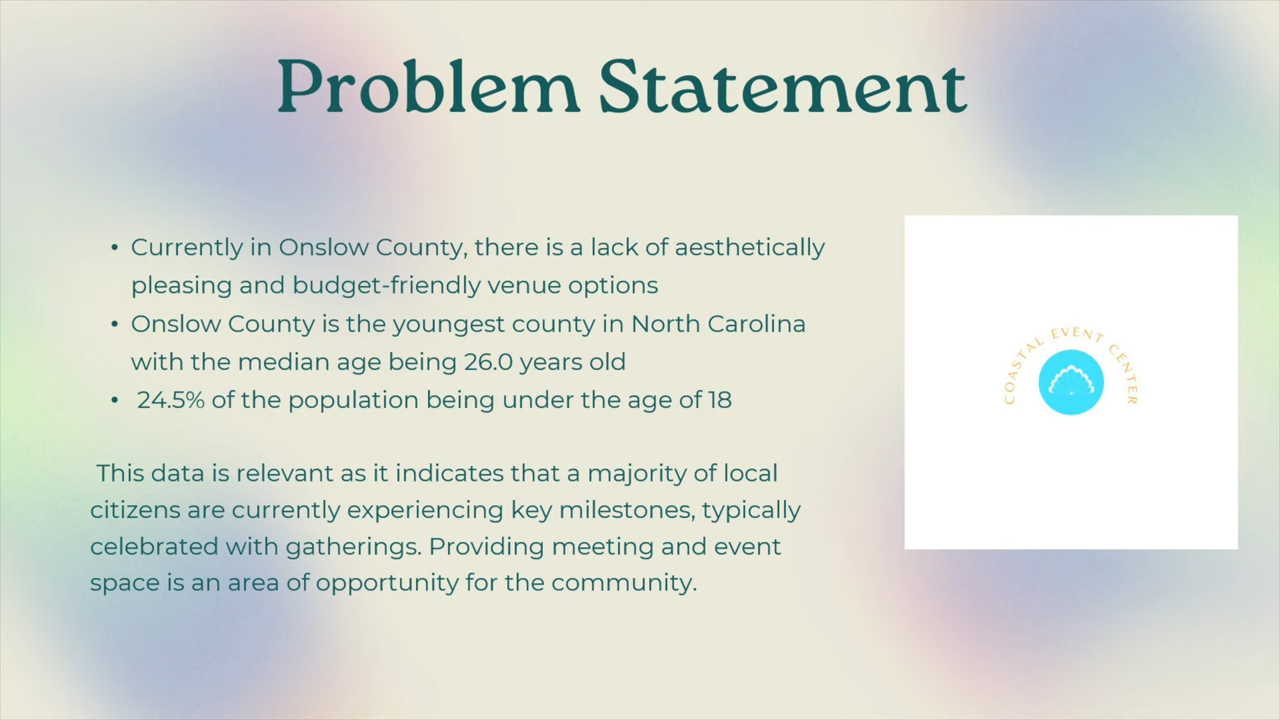 Problem Statement
• Currently in Onslow County, there is a lack of aesthetically
pleasing and budget-friendly venue options
• Onslow County is the youngest county in North Carolina
with the median age being 26.0 years old
• 24.5% of the population being under the age of 18
This data is relevant as it indicates that a majority of local
citizens are currently experiencing key milestones, typically
celebrated with gatherings. Providing meeting and event
space is an area of opportunity for the community.
COASTAL EVENT CENTER